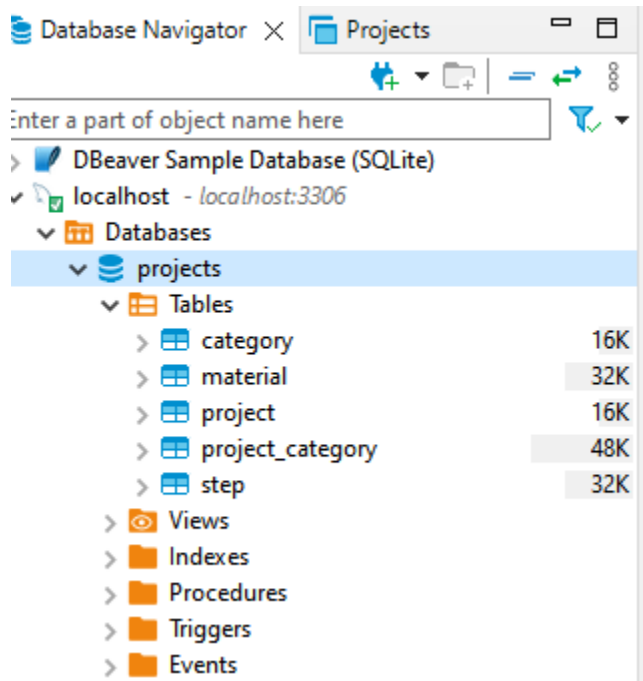 Database Navigator Projects
Enter a part of object name here
DBeaver Sample Database (SQLite)
localhost - localhost:3306
Databases
projects
Tables
category 16K
material 32K
project 16K
project_category 48K
step 32K
Views
Indexes
Procedures
Triggers
Events